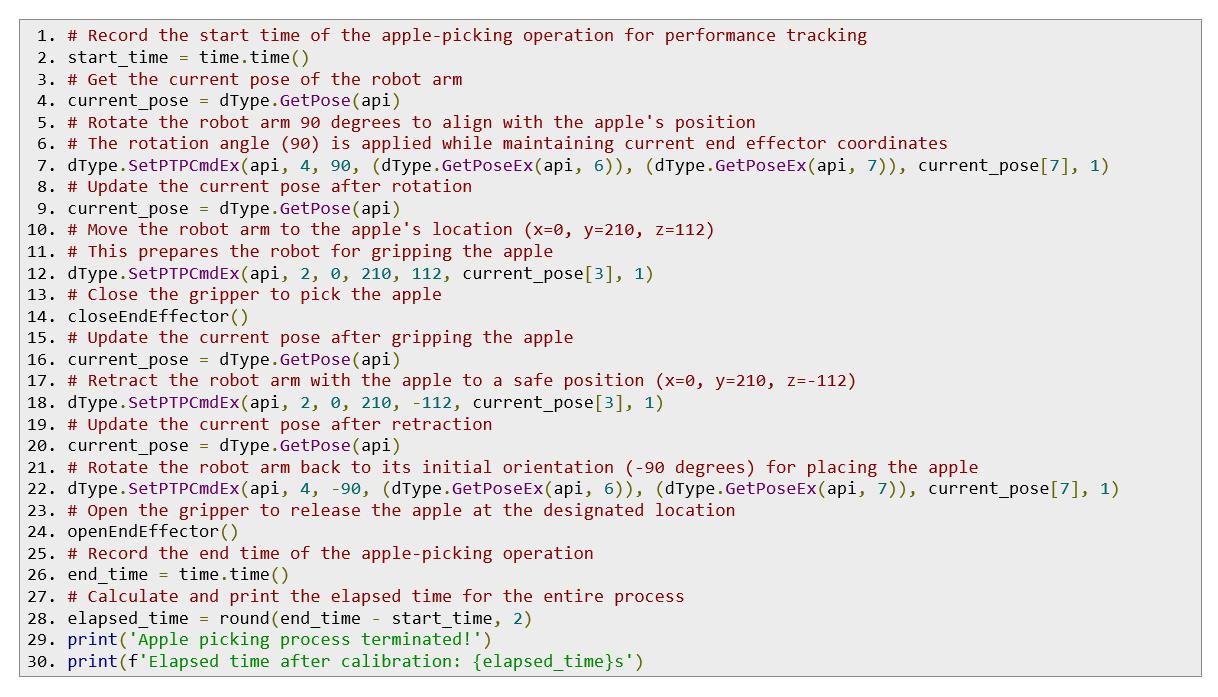 1. # Record the start time of the apple-picking operation for performance tracking
2. start_time = time.time()
3. # Get the current pose of the robot arm
4. current_pose = dType.GetPose(api)
5. # Rotate the robot arm 90 degrees to align with the apple's position
6. # The rotation angle (90) is applied while maintaining current end effector coordinates
7. dType.SetPTPCmdEx(api, 4, 90, (dType.GetPoseEx(api, 6)), (dType.GetPoseEx(api, 7)), current_pose[7], 1)
8. # Update the current pose after rotation
9. current_pose = dType.GetPose(api)
10. # Move the robot arm to the apple's location (x=0, y=210, z=112)
11. # This prepares the robot for gripping the apple
12. dType.SetPTPCmdEx(api, 2, 0, 210, 112, current_pose[3], 1)
13. # Close the gripper to pick the apple
14. closeEndEffector()
15. # Update the current pose after gripping the apple
16. current_pose = dType.GetPose(api)
17. # Retract the robot arm with the apple to a safe position (x=0, y=210, z=-112)
18. dType.SetPTPCmdEx(api, 2, 0, 210, -112, current_pose[3], 1)
19. # Update the current pose after retraction
20. current_pose = dType.GetPose(api)
21. # Rotate the robot arm back to its initial orientation (-90 degrees) for placing the apple
22. dType.SetPTPCmdEx(api, 4, -90, (dType.GetPoseEx(api, 6)), (dType.GetPoseEx(api, 7)), current_pose[7], 1)
23. # Open the gripper to release the apple at the designated location
24. openEndEffector()
25. # Record the end time of the apple-picking operation
26. end_time = time.time()
27. # Calculate and print the elapsed time for the entire process
28. elapsed_time = round(end_time - start_time, 2)
29. print('Apple picking process terminated!')
30. print(f'Elapsed time after calibration: {elapsed_time}s')